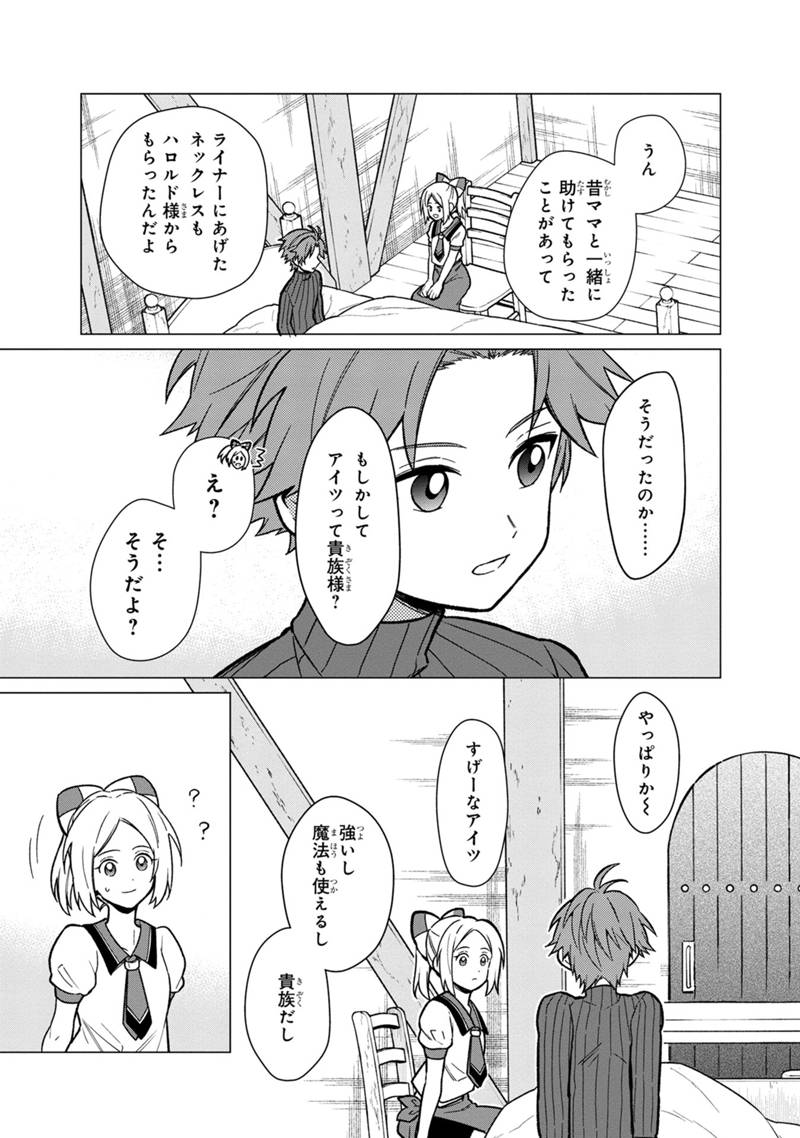 うん
昔ママと一緒に
助けてもらった
ことがあって
ライナーにあげた
ネックレスも
ハロルド様から
もらったんだよ
そうだったのか……
もしかして
アイツって貴族様？
え？
そ…
そうだよ？
やっぱりか〜
すげーなアイツ
強いし
魔法も使えるし
貴族だし
？
？